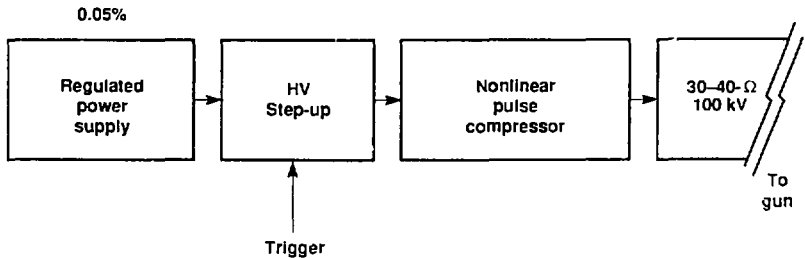 0.05%
Regulated
power
supply
HV
Step-up
Nonlinear
pulse
compressor
30–40-Ω
100 kV
To
gun
Trigger